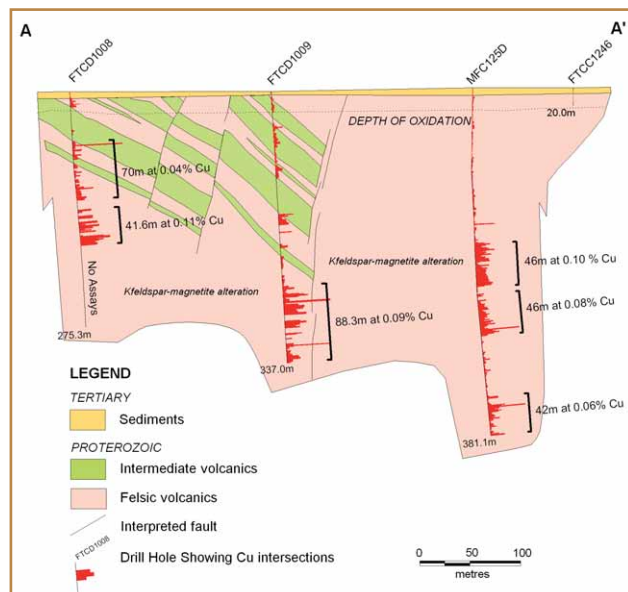 A
A'
FTCD1008
FTCD1009
MFC125D
FTCC1246
20.0m
DEPTH OF OXIDATION
70m at 0.04% Cu
41.6m at 0.11% Cu
No Assays
Kfeldspar-magnetite alteration
Kfeldspar-magnetite alteration
46m at 0.10 % Cu
46m at 0.08% Cu
88.3m at 0.09% Cu
275.3m
337.0m
42m at 0.06% Cu
381.1m
LEGEND
TERTIARY
Sediments
PROTEROZOIC
Intermediate volcanics
Felsic volcanics
Interpreted fault
FTCD1008
Drill Hole Showing Cu intersections
0 50 100
metres